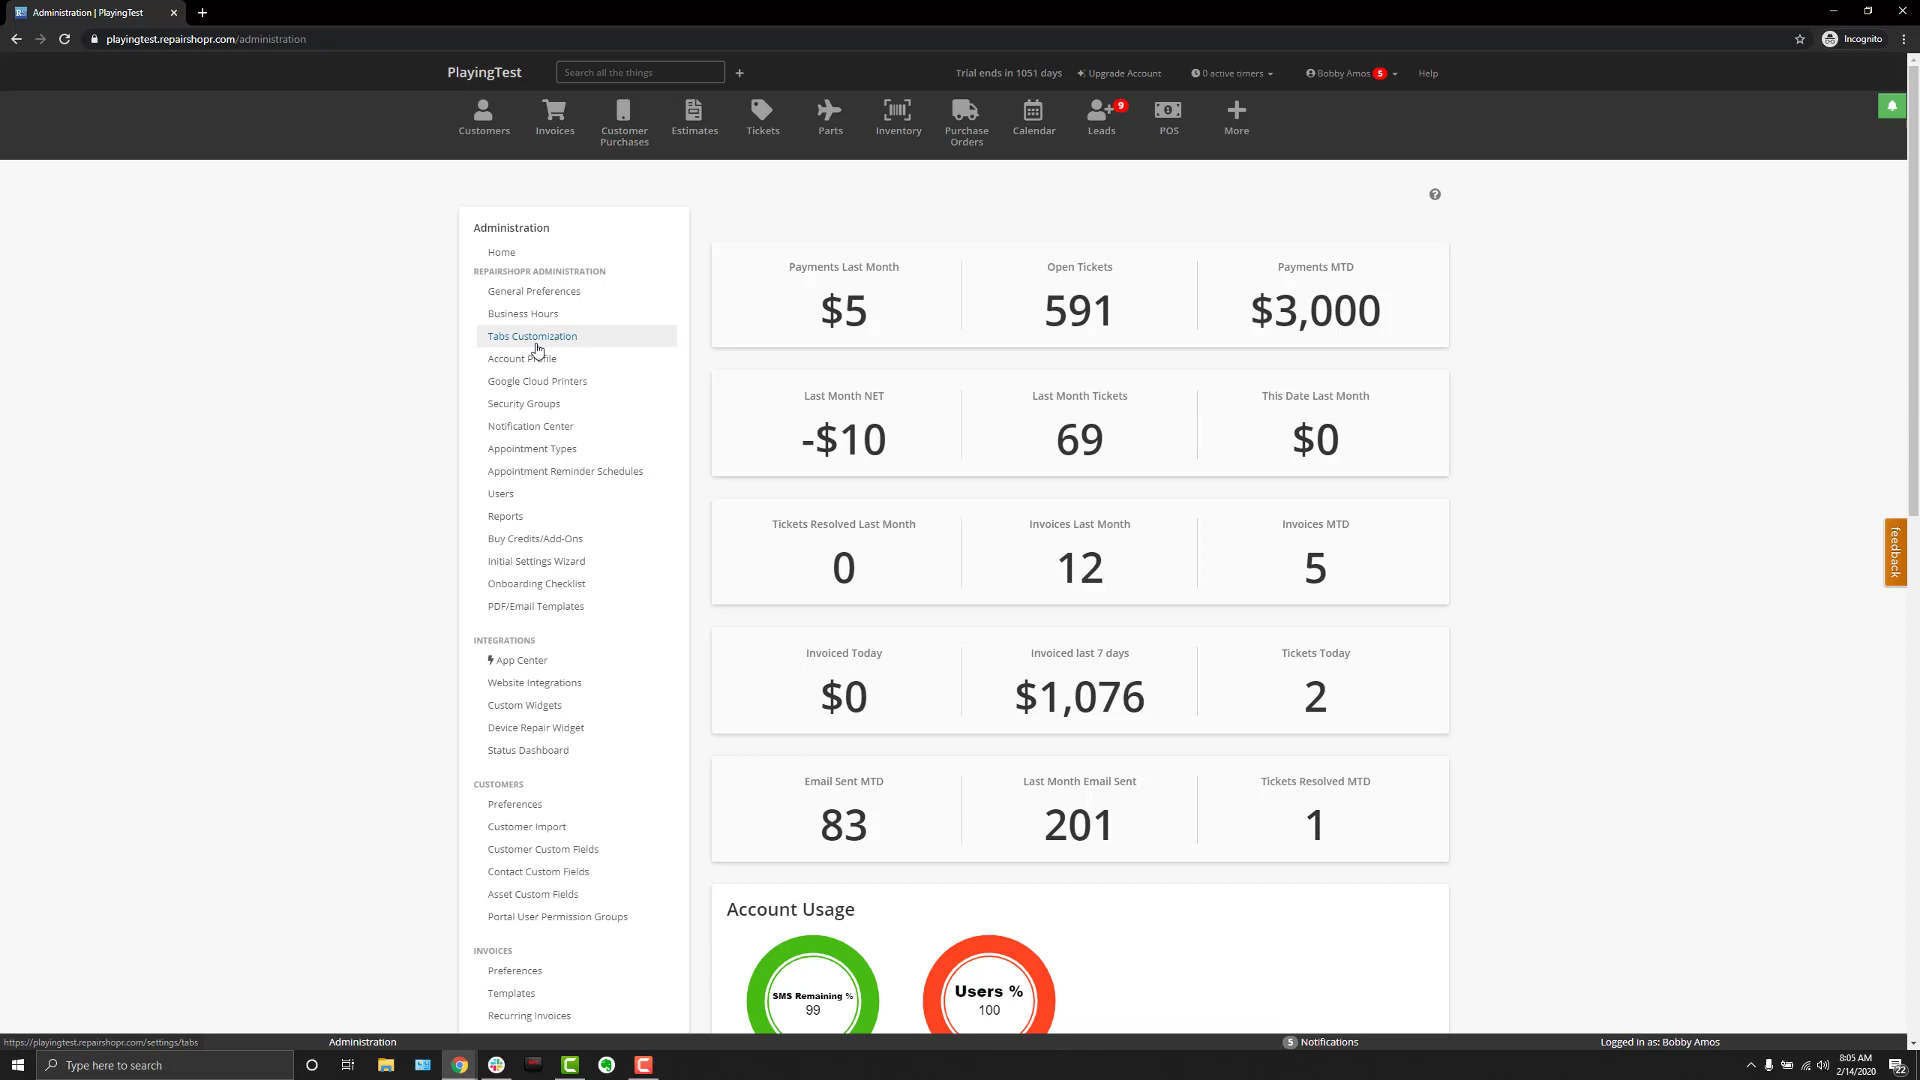 Administration | PlayingTest
playingtest.repairshopr.com/administration
Incognito
PlayingTest
Search all the things
Trial ends in 1051 days
Upgrade Account
0 active timers
Bobby Amos 5
Help
Customers
Invoices
Customer
Purchases
Estimates
Tickets
Parts
Inventory
Purchase
Orders
Calendar
9
Leads
POS
More
Administration
Home
REPAIRSHOPR ADMINISTRATION
General Preferences
Business Hours
Tabs Customization
Account Profile
Google Cloud Printers
Security Groups
Notification Center
Appointment Types
Appointment Reminder Schedules
Users
Reports
Buy Credits/Add-Ons
Initial Settings Wizard
Onboarding Checklist
PDF/Email Templates
INTEGRATIONS
App Center
Website Integrations
Custom Widgets
Device Repair Widget
Status Dashboard
CUSTOMERS
Preferences
Customer Import
Customer Custom Fields
Contact Custom Fields
Asset Custom Fields
Portal User Permission Groups
INVOICES
Preferences
Templates
Recurring Invoices
Payments Last Month
$5
Open Tickets
591
Payments MTD
$3,000
Last Month NET
-$10
Last Month Tickets
69
This Date Last Month
$0
Tickets Resolved Last Month
0
Invoices Last Month
12
Invoices MTD
5
Invoiced Today
$0
Invoiced last 7 days
$1,076
Tickets Today
2
Email Sent MTD
83
Last Month Email Sent
201
Tickets Resolved MTD
1
Account Usage
SMS Remaining %
99
Users %
100
feedback
https://playingtest.repairshopr.com/settings/tabs
Administration
5 Notifications
Logged in as: Bobby Amos
Type here to search
8:05 AM
2/14/2020
22